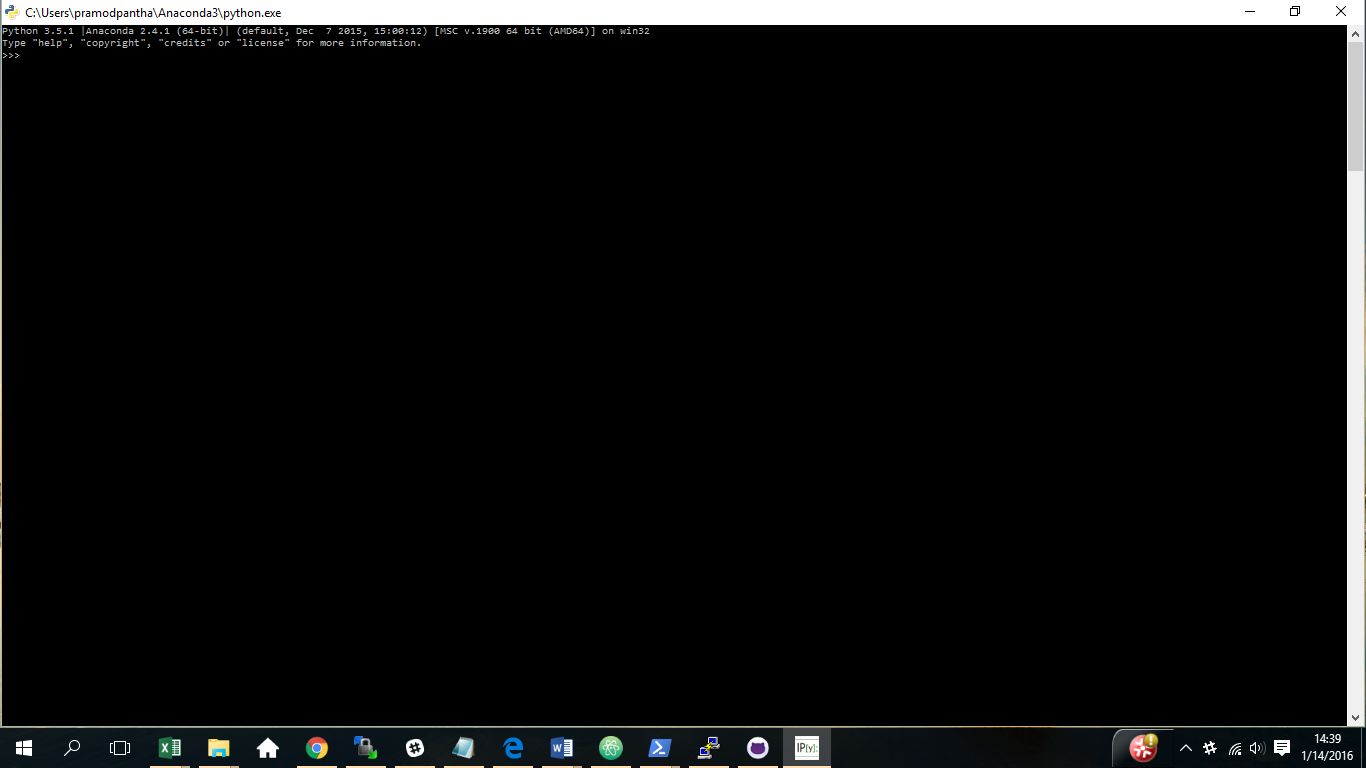 C:\Users\pramodpantha\Anaconda3\python.exe
Python 3.5.1 |Anaconda 2.4.1 (64-bit)| (default, Dec  7 2015, 15:00:12) [MSC v.1900 64 bit (AMD64)] on win32
Type "help", "copyright", "credits" or "license" for more information.
>>>
IP[y]:
14:39
1/14/2016